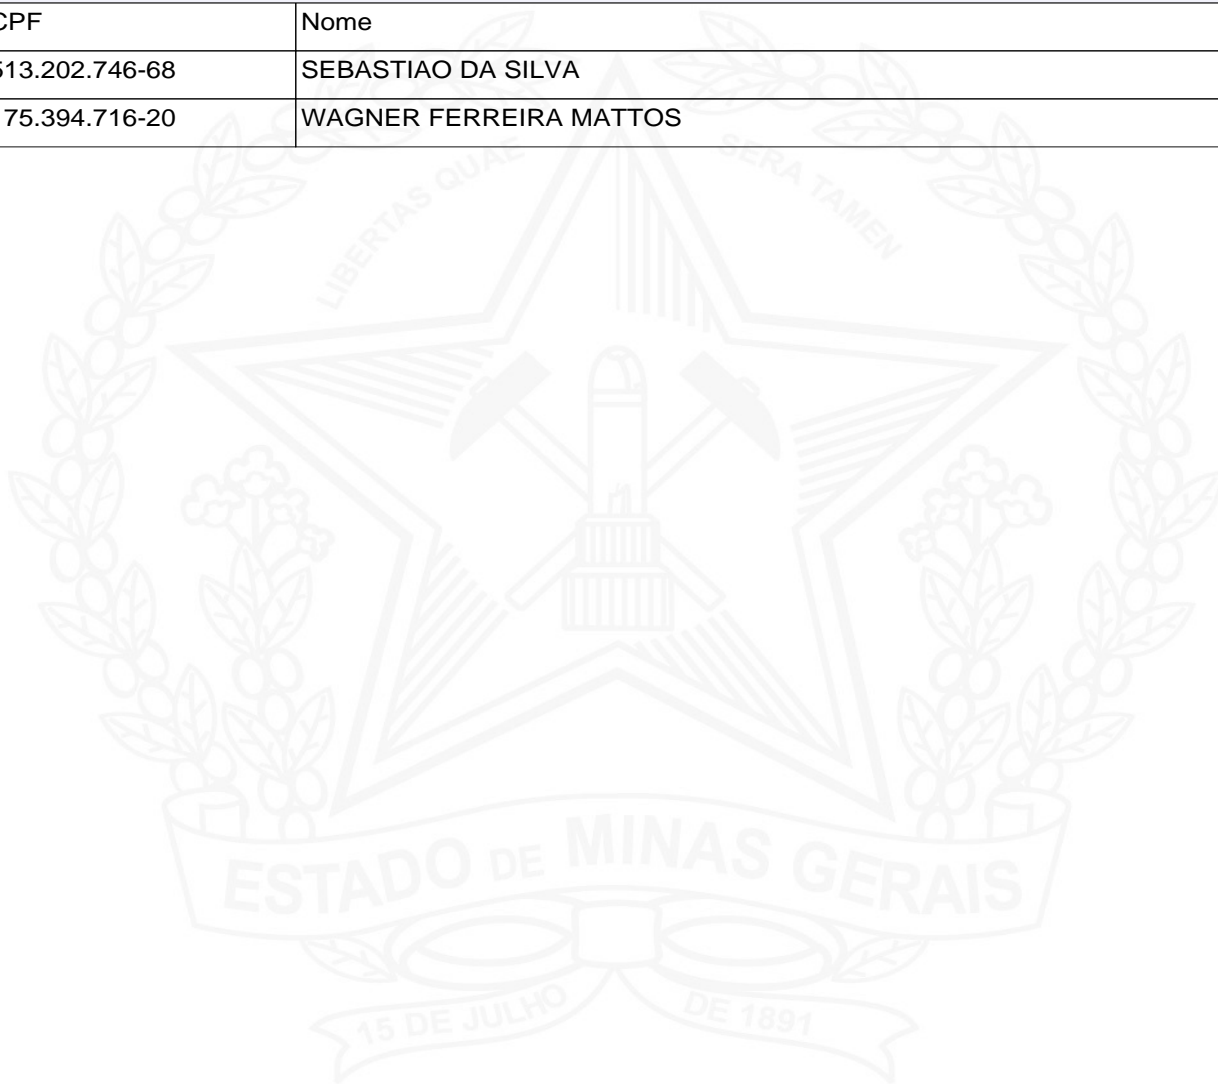 CPF Nome
513.202.746-68 SEBASTIAO DA SILVA
75.394.716-20 WAGNER FERREIRA MATTOS
LIBERTAS QUAE SERA TAMEN
ESTADO DE MINAS GERAIS
15 DE JULHO DE 1891